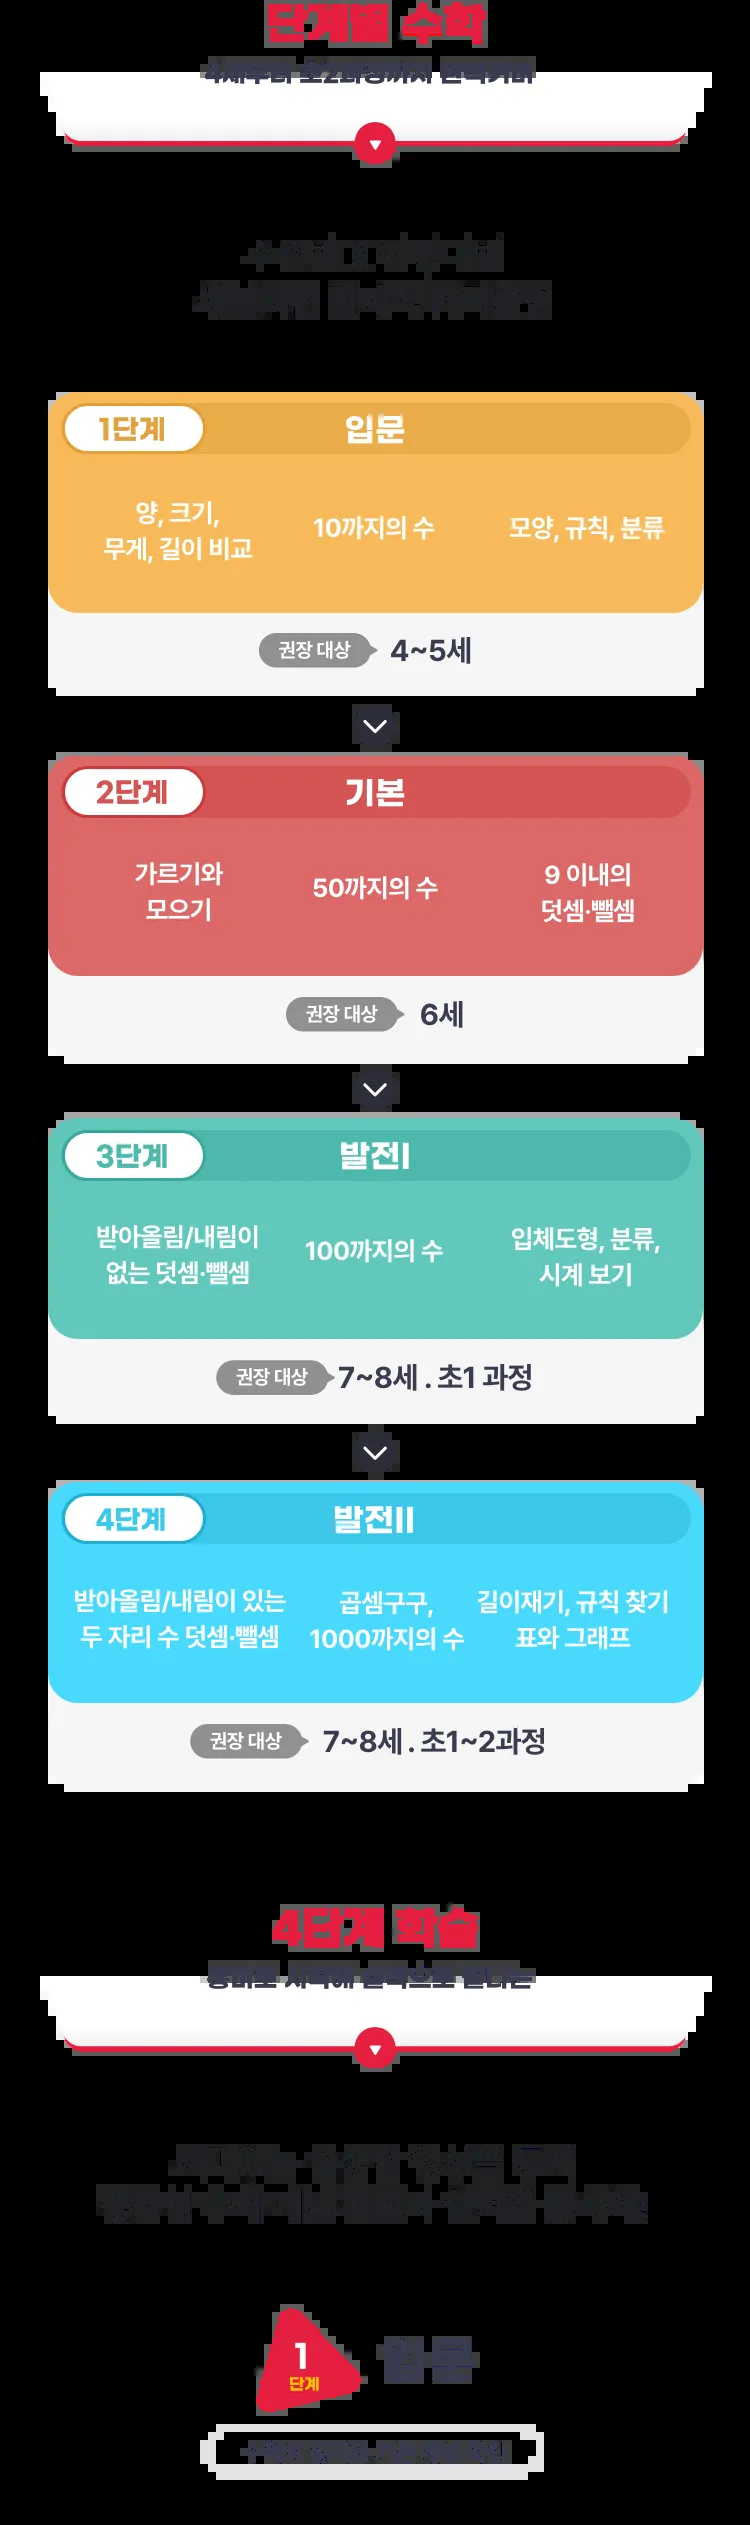 단계별 수학
1단계
입문
양, 크기,
무게, 길이 비교
10까지의 수
모양, 규칙, 분류
권장 대상
4~5세
2단계
기본
가르기와
모으기
50까지의 수
9 이내의
덧셈·뺄셈
권장 대상
6세
3단계
발전I
받아올림/내림이
없는 덧셈·뺄셈
100까지의 수
입체도형, 분류,
시계 보기
권장 대상
7~8세 . 초1 과정
4단계
발전II
받아올림/내림이 있는
두 자리 수 덧셈·뺄셈
곱셈구구,
1000까지의 수
길이재기, 규칙 찾기
표와 그래프
권장 대상
7~8세 . 초1~2과정
4단계 학습
1
단계
입문